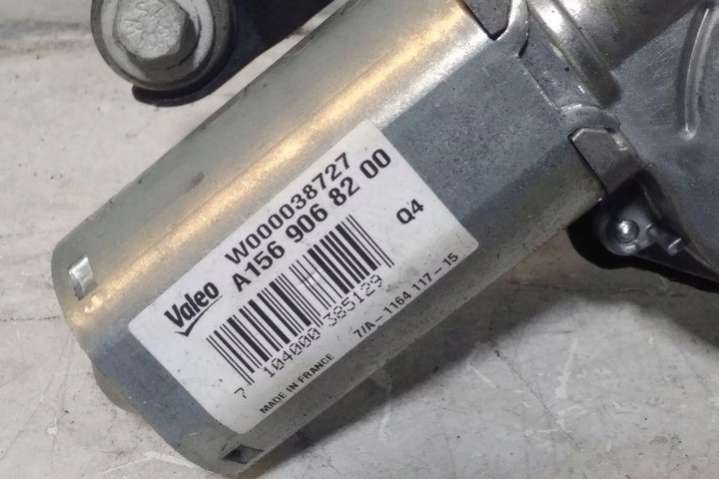 Valeo
W000038727
A156 906 82 00
Q4
7 104000 385129
7/A-1164 117-15
MADE IN FRANCE